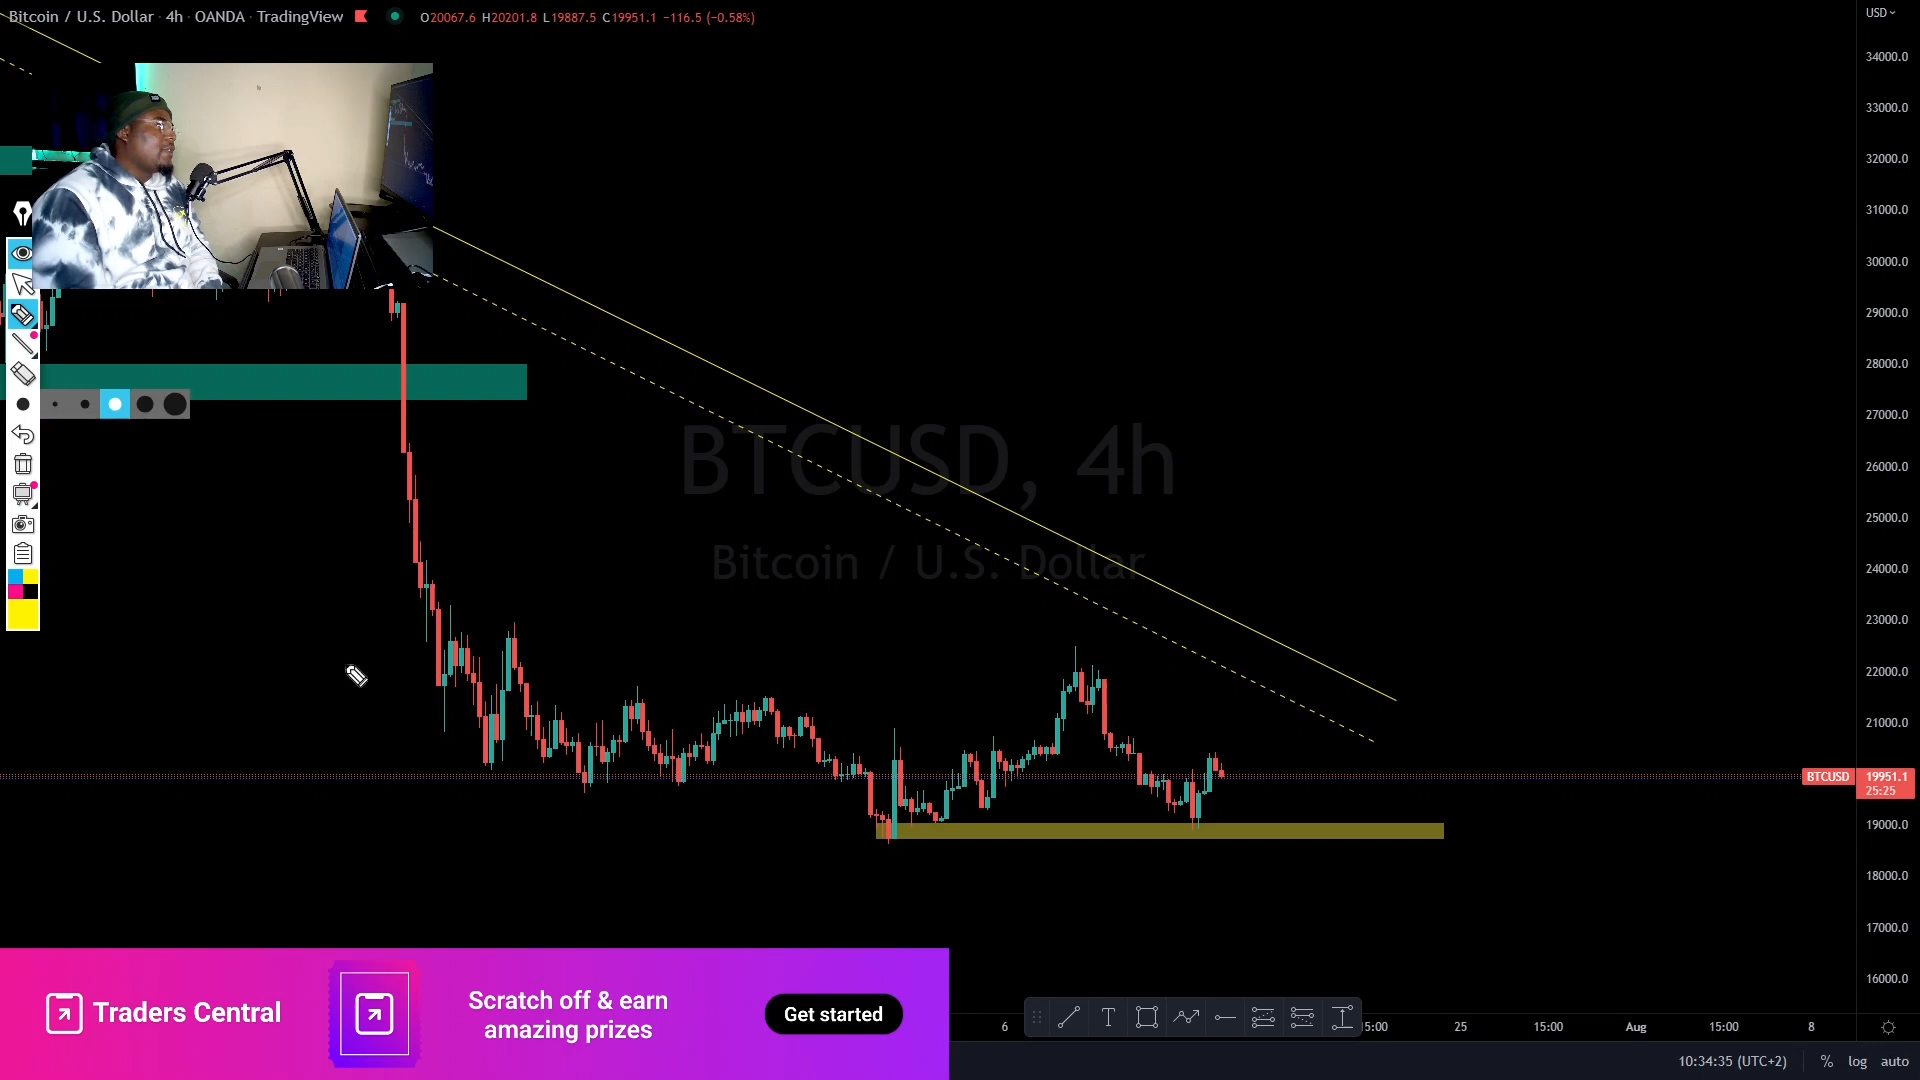 Bitcoin / U.S. Dollar · 4h · OANDA · TradingView O20067.6 H20201.8 L19887.5 C19951.1 −116.5 (−0.58%)
USD
34000.0
33000.0
32000.0
31000.0
30000.0
29000.0
28000.0
27000.0
26000.0
25000.0
24000.0
23000.0
22000.0
21000.0
BTCUSD 19951.1
25:25
19000.0
18000.0
17000.0
16000.0
BTCUSD, 4h
Bitcoin / U.S. Dollar
Traders Central
Scratch off & earn
amazing prizes
Get started
T
6 15:00 25 15:00 Aug 15:00 8
10:34:35 (UTC+2) % log auto